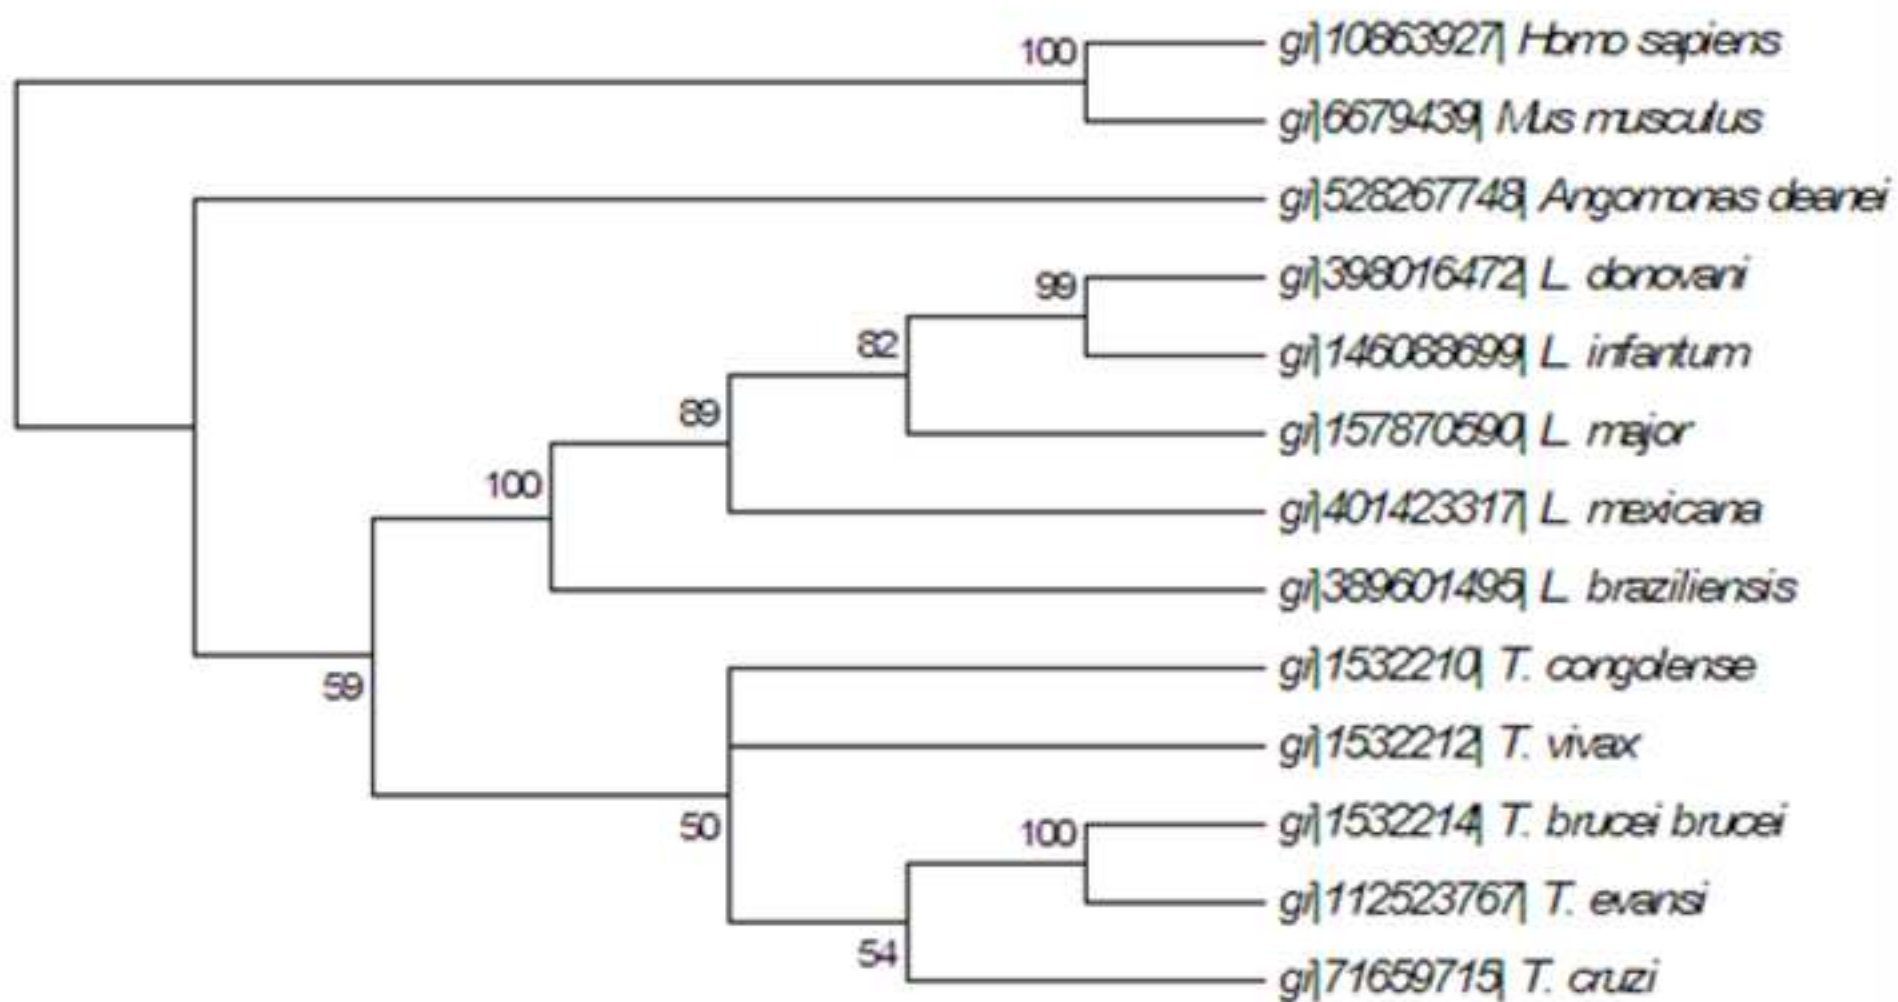 100
gi|10863927| Homo sapiens
gi|6679439| Mus musculus
gi|528267748| Angomonas deanei
99
gi|398016472| L. donovani
82
gi|146088699| L. infantum
89
gi|157870590| L. major
100
gi|401423317| L. mexicana
gi|389601495| L. braziliensis
59
gi|1532210| T. congolense
gi|1532212| T. vivax
50
100
gi|1532214| T. brucei brucei
gi|112523767| T. evansi
54
gi|71659715| T. cruzi